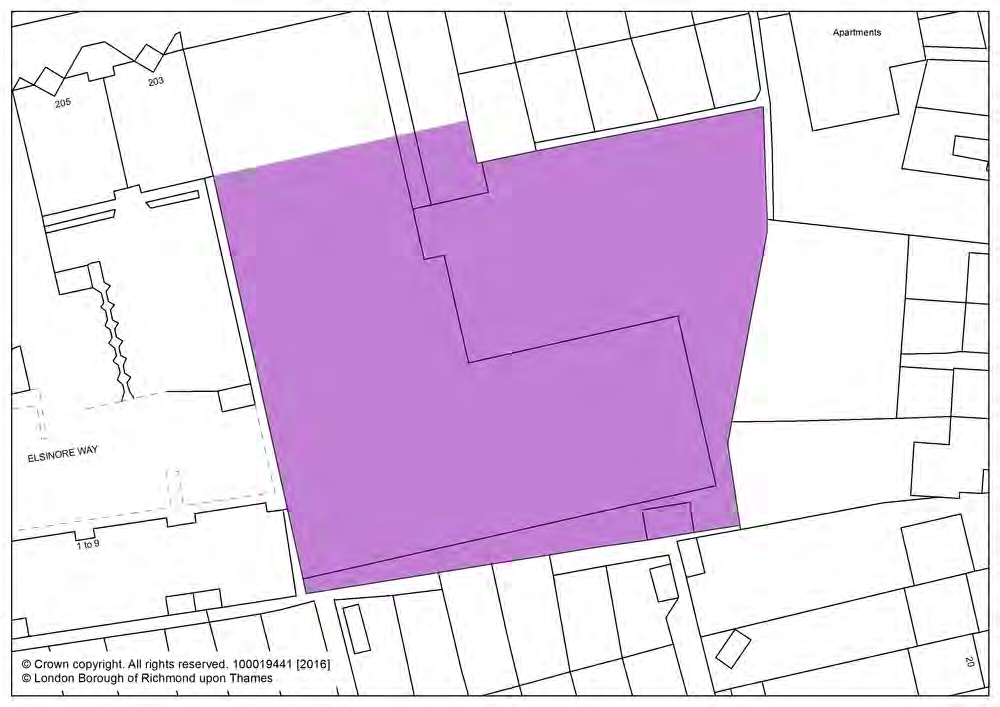 Apartments
205
203
ELSINORE WAY
1 to 9
20
© Crown copyright. All rights reserved. 100019441 [2016]
© London Borough of Richmond upon Thames